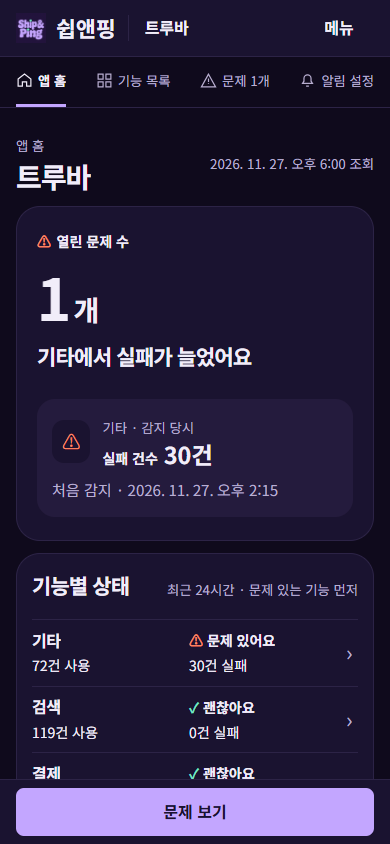 Ship&
Ping
쉽앤핑
트루바
메뉴
앱 홈
기능 목록
문제 1개
알림 설정
앱 홈
트루바
2026. 11. 27. 오후 6:00 조회
열린 문제 수
1개
기타에서 실패가 늘었어요
기타 · 감지 당시
실패 건수 30건
처음 감지 · 2026. 11. 27. 오후 2:15
기능별 상태
최근 24시간 · 문제 있는 기능 먼저
기타
문제 있어요
72건 사용
30건 실패
검색
괜찮아요
119건 사용
0건 실패
결제
괜찮아요
문제 보기